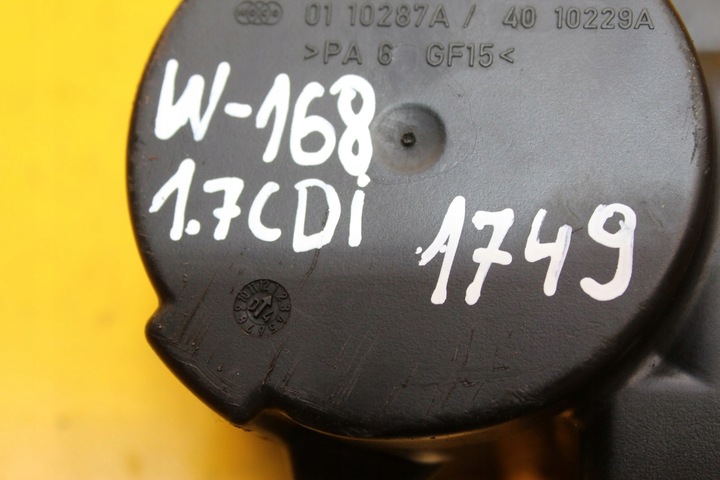 01 10287A / 40 10229A
>PA 6 GF15<
W-168
1.7CDi
1749